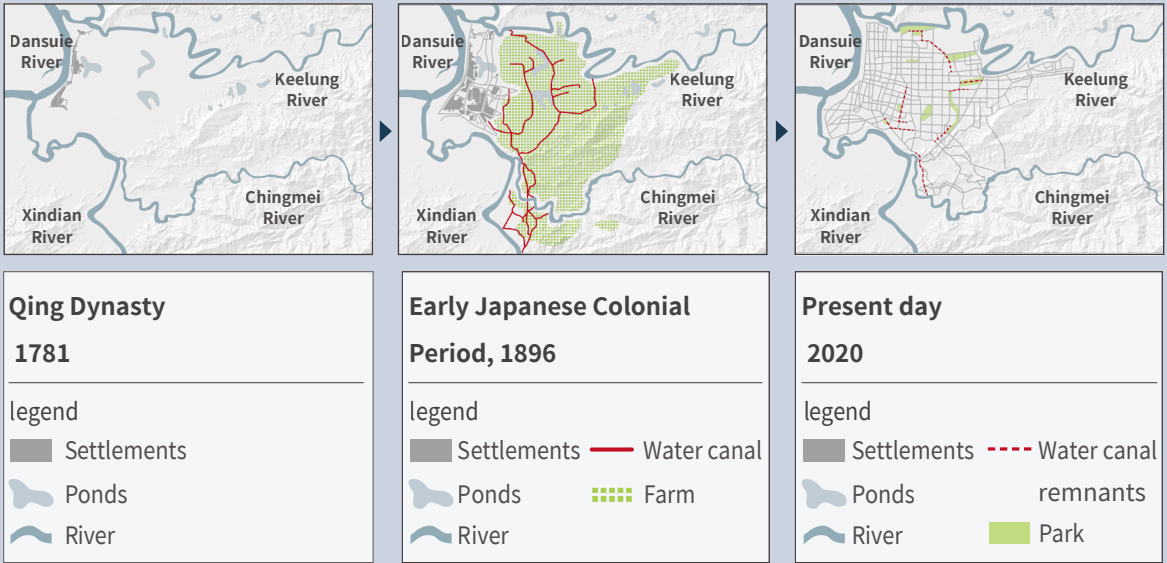 Dansuie
River
Keelung
River
Chingmei
River
Xindian
River
Dansuie
River
Keelung
River
Chingmei
River
Xindian
River
Dansuie
River
Keelung
River
Chingmei
River
Xindian
River
Qing Dynasty
1781
legend
Settlements
Ponds
River
Early Japanese Colonial
Period, 1896
legend
Settlements
Water canal
Ponds
Farm
River
Present day
2020
legend
Settlements
Water canal
remnants
Ponds
River
Park